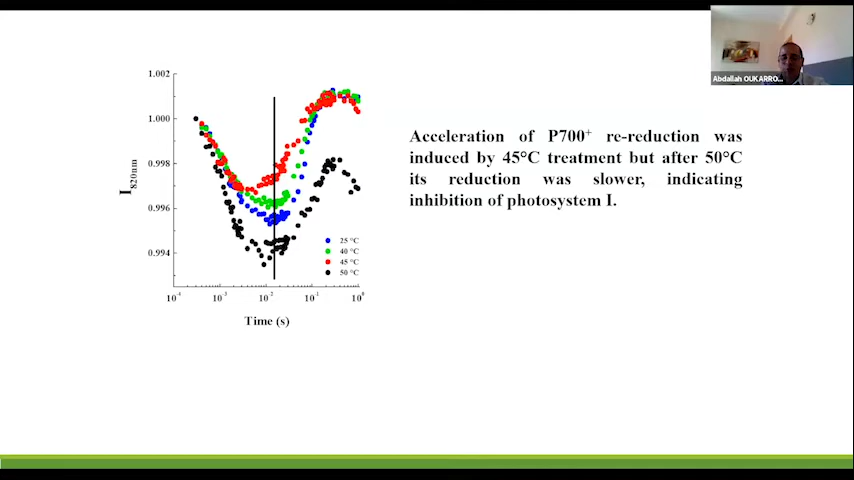 Abdallah OUKARRO...
1.002
1.000
0.998
0.996
0.994
I820nm
25 °C
40 °C
45 °C
50 °C
10-4 10-3 10-2 10-1 100
Time (s)
Acceleration of P700+ re-reduction was
induced by 45°C treatment but after 50°C
its reduction was slower, indicating
inhibition of photosystem I.